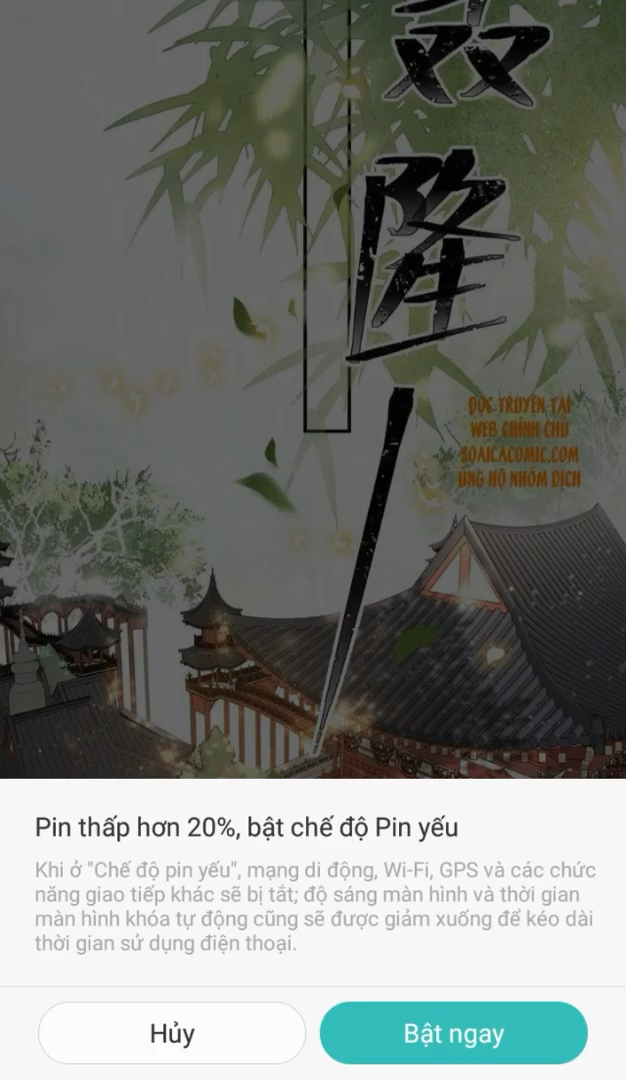 隆
ĐỌC TRUYỆN TẠI
WEB CHÍNH CHỦ
SOAICACOMIC.COM
ỦNG HỘ NHÓM DỊCH
Pin thấp hơn 20%, bật chế độ Pin yếu
Khi ở "Chế độ pin yếu", mạng di động, Wi-Fi, GPS và các chức
năng giao tiếp khác sẽ bị tắt; độ sáng màn hình và thời gian
màn hình khóa tự động cũng sẽ được giảm xuống để kéo dài
thời gian sử dụng điện thoại.
Hủy
Bật ngay